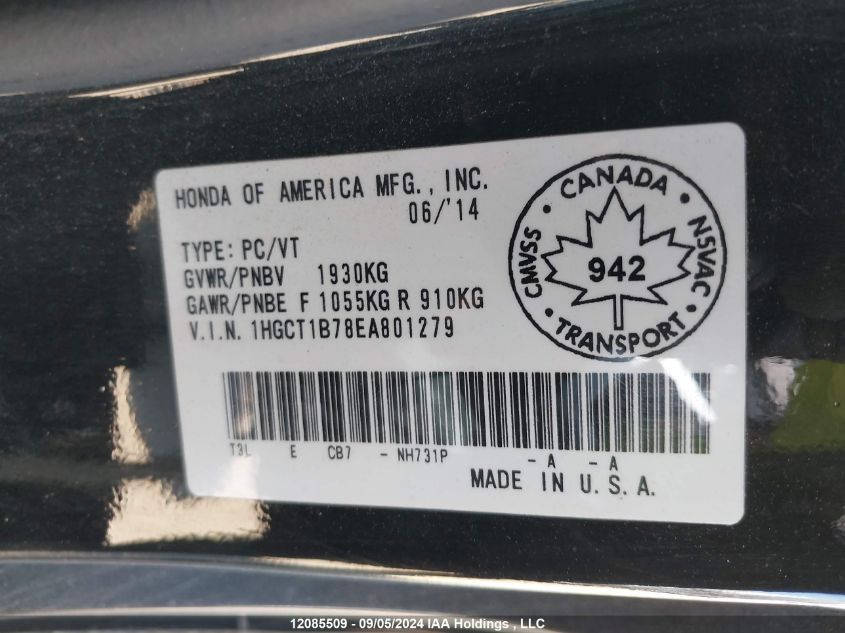 HONDA OF AMERICA MFG., INC.
06/'14
TYPE: PC/VT
GVWR/PNBV 1930KG
GAWR/PNBE F 1055KG R 910KG
V.I.N. 1HGCT1B78EA801279
CANADA
CMVSS
NSVAC
942
TRANSPORT
T3L E CB7 - NH731P - A - A
MADE IN U.S.A.
12085509 - 09/05/2024 IAA Holdings , LLC